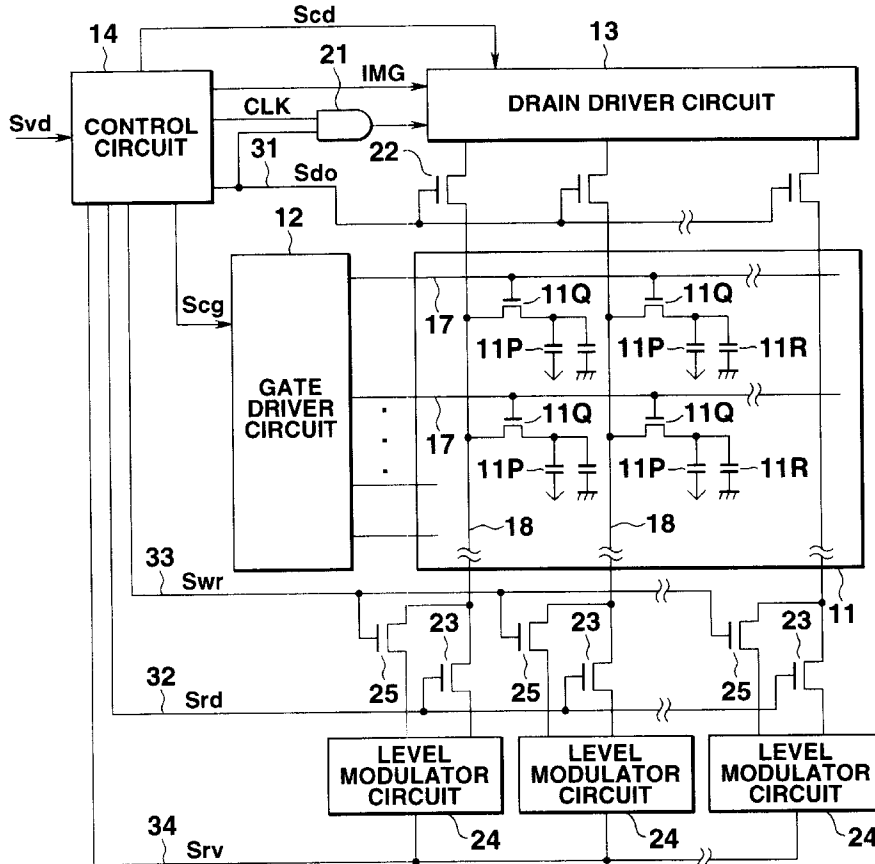 Scd
14
21
13
IMG
CLK
DRAIN DRIVER CIRCUIT
Svd
CONTROL
CIRCUIT
31
Sdo
22
12
Scg
17
11Q
11Q
11P
11P
11R
GATE
DRIVER
CIRCUIT
17
11Q
11Q
11P
11P
11R
18
18
33
Swr
11
23
23
23
25
25
25
32
Srd
LEVEL
MODULATOR
CIRCUIT
LEVEL
MODULATOR
CIRCUIT
LEVEL
MODULATOR
CIRCUIT
34
Srv
24
24
24